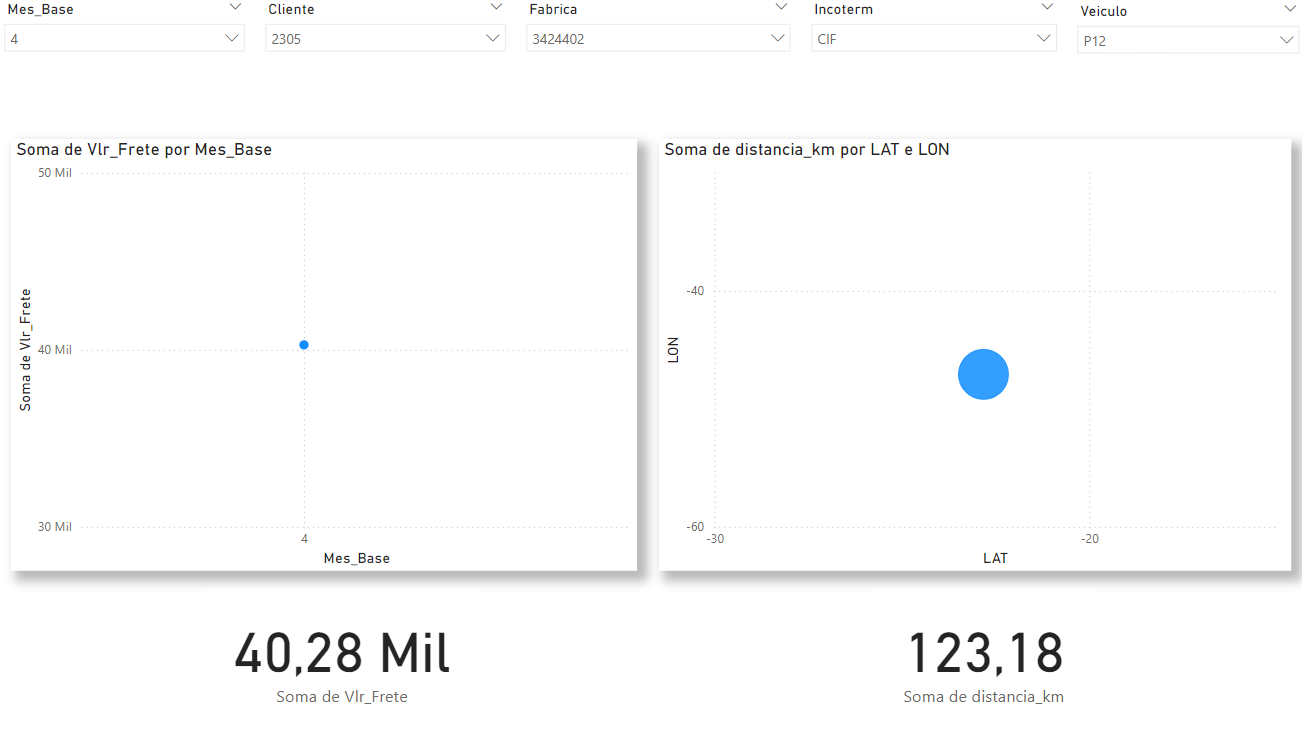 Mes_Base
4
Cliente
2305
Fabrica
3424402
Incoterm
CIF
Veiculo
P12
Soma de Vlr_Frete por Mes_Base
50 Mil
40 Mil
30 Mil
Soma de Vlr_Frete
4
Mes_Base
Soma de distancia_km por LAT e LON
-40
-60
LON
-30
-20
LAT
40,28 Mil
Soma de Vlr_Frete
123,18
Soma de distancia_km